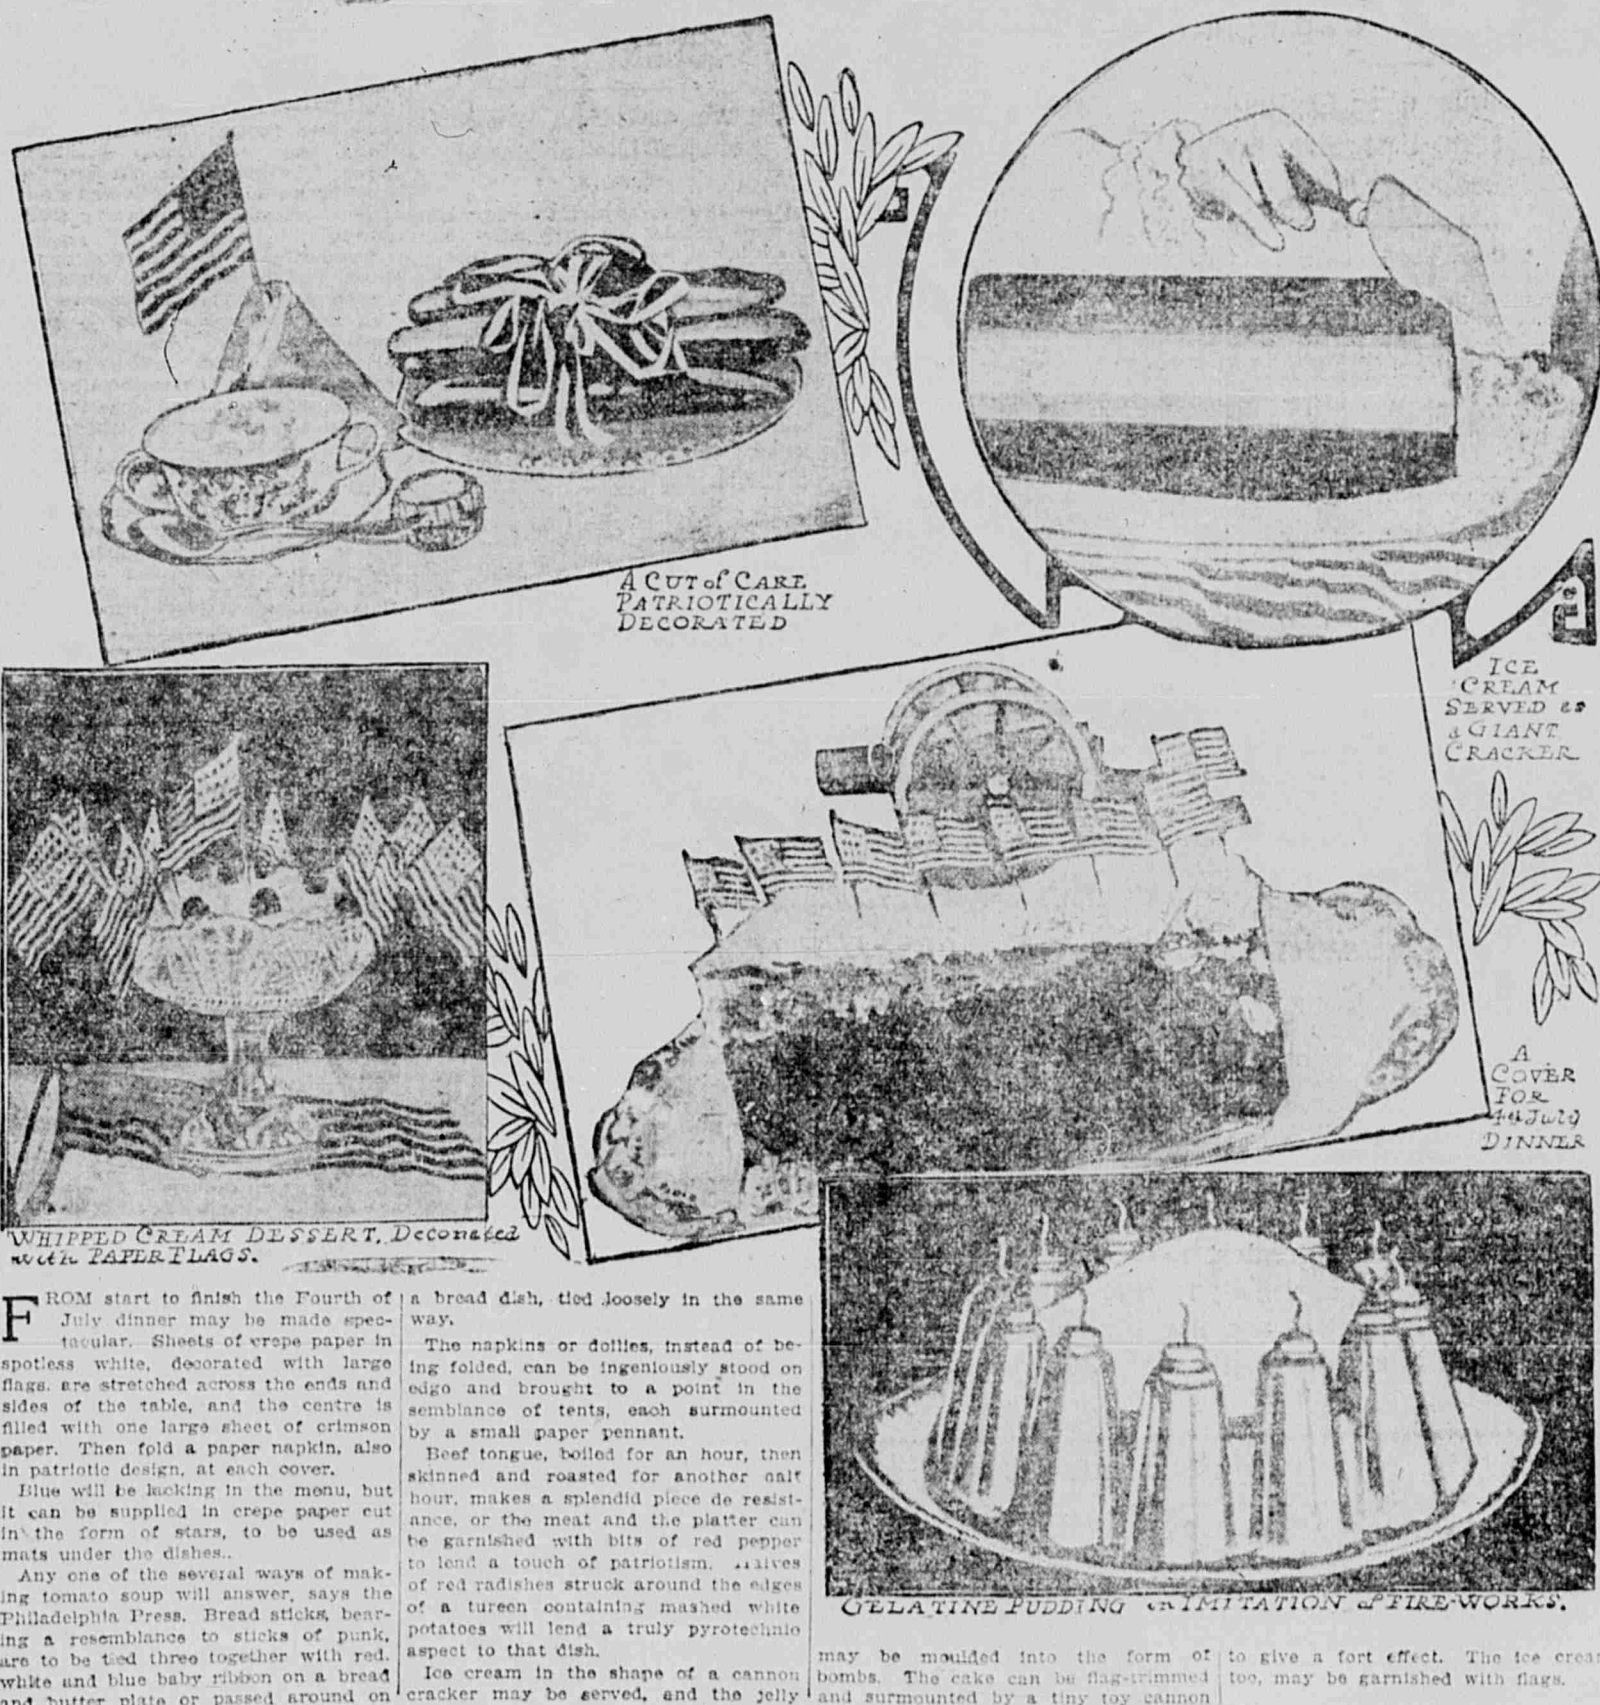 A CUT of CAKE
PATRIOTICALLY
DECORATED
ICE
CREAM
SERVED as
a GIANT
CRACKER
A
COVER
FOR
4th July
DINNER
WHIPPED CREAM DESSERT, Decorated
with PAPER FLAGS.
GELATINE PUDDING in IMITATION of FIRE-WORKS.
FROM start to finish the Fourth of
July dinner may be made spec-
tacular. Sheets of crepe paper in
spotless white, decorated with large
flags, are stretched across the ends and
sides of the table, and the centre is
filled with one large sheet of crimson
paper. Then fold a paper napkin, also
in patriotic design, at each cover.
Blue will be lacking in the menu, but
it can be supplied in crepe paper cut
in the form of stars, to be used as
mats under the dishes..
Any one of the several ways of mak-
ing tomato soup will answer, says the
Philadelphia Press. Bread sticks, bear-
ing a resemblance to sticks of punk,
are to be tied three together with red,
white and blue baby ribbon on a bread
and butter plate or passed around on
a bread dish, tied loosely in the same
way.
The napkins or doilies, instead of be-
ing folded, can be ingeniously stood on
edge and brought to a point in the
semblance of tents, each surmounted
by a small paper pennant.
Beef tongue, boiled for an hour, then
skinned and roasted for another half
hour, makes a splendid piece de resist-
ance, or the meat and the platter can
be garnished with bits of red pepper
to lend a touch of patriotism. Halves
of red radishes struck around the edges
of a tureen containing mashed white
potatoes will lend a truly pyrotechnic
aspect to that dish.
Ice cream in the shape of a cannon
cracker may be served, and the jelly
may be moulded into the form of
bombs. The cake can be flag-trimmed
and surmounted by a tiny toy cannon
to give a fort effect. The ice cream
too, may be garnished with flags.